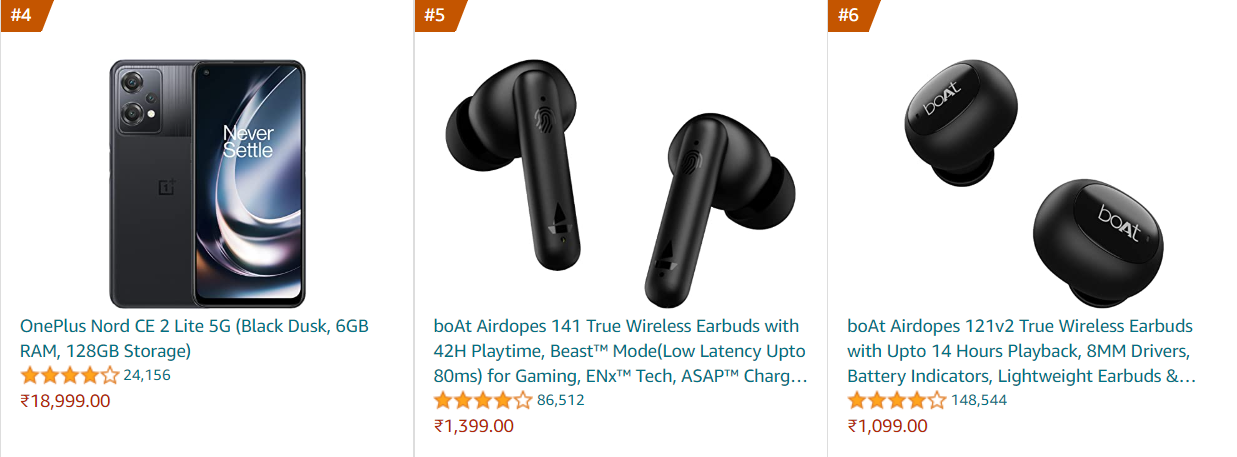 #4
Never
Settle
OnePlus Nord CE 2 Lite 5G (Black Dusk, 6GB
RAM, 128GB Storage)
24,156
₹18,999.00
#5
boAt Airdopes 141 True Wireless Earbuds with
42H Playtime, Beast™ Mode(Low Latency Upto
80ms) for Gaming, ENx™ Tech, ASAP™ Charg…
86,512
₹1,399.00
#6
boAt
boAt
boAt Airdopes 121v2 True Wireless Earbuds
with Upto 14 Hours Playback, 8MM Drivers,
Battery Indicators, Lightweight Earbuds &…
148,544
₹1,099.00